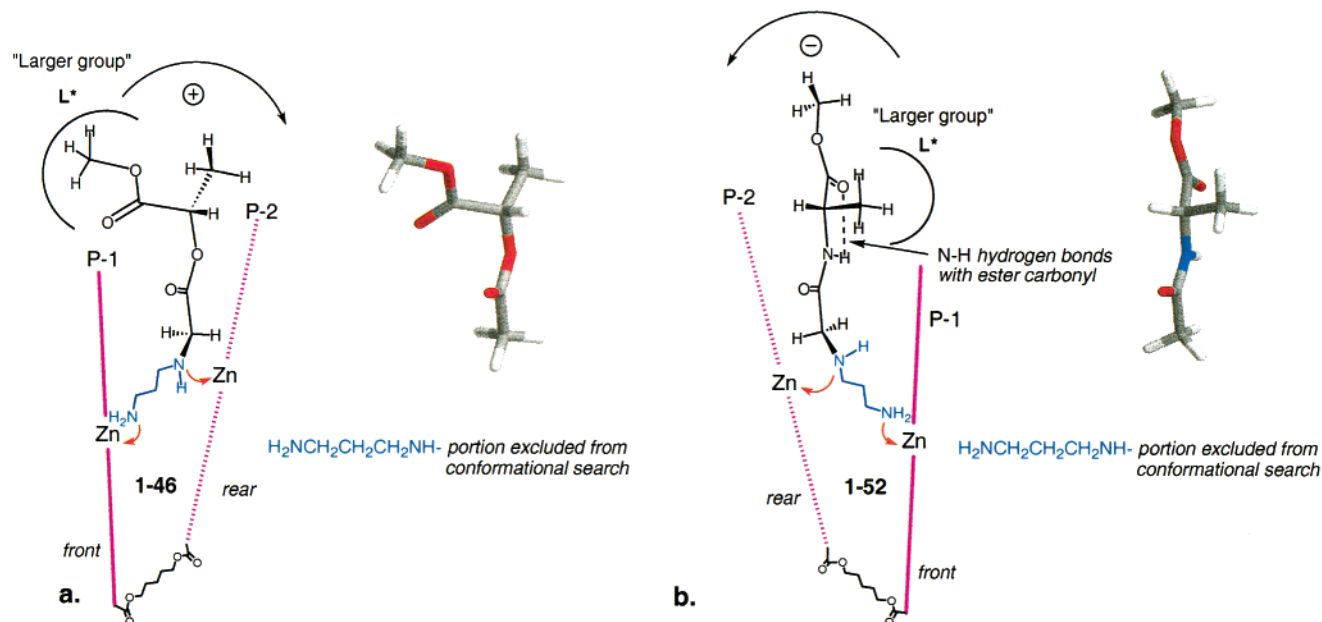 "Larger group"
L*
+
H
H
H
O
O
H
H
H
H
O
P-1
P-2
O
H
H
N
H
Zn
H2N
Zn
1-46
rear
front
O
O
O
O
a.
H2NCH2CH2CH2NH- portion excluded from
conformational search
−
H
H
H
O
"Larger group"
L*
O
H
H
H
H
P-2
N-H
N-H hydrogen bonds
with ester carbonyl
O
H
H
P-1
N
H
Zn
NH2
Zn
1-52
rear
front
O
O
O
O
b.
H2NCH2CH2CH2NH- portion excluded from
conformational search